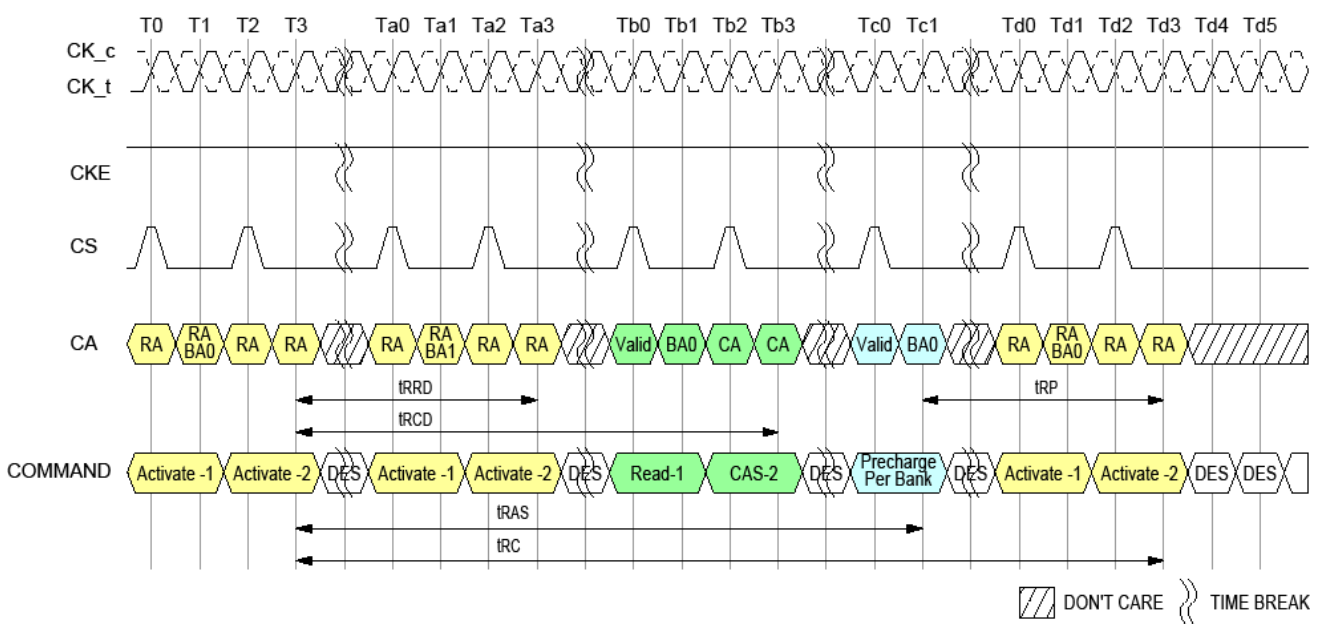 T0 T1 T2 T3 Ta0 Ta1 Ta2 Ta3 Tb0 Tb1 Tb2 Tb3 Tc0 Tc1 Td0 Td1 Td2 Td3 Td4 Td5
CK_c
CK_t
CKE
CS
CA RA RA BA0 RA RA RA RA BA1 RA RA Valid BA0 CA CA Valid BA0 RA RA BA0 RA RA
tRRD tRP
tRCD
COMMAND Activate -1 Activate -2 DES Activate -1 Activate -2 DES Read-1 CAS-2 DES Precharge Per Bank DES Activate -1 Activate -2 DES DES
tRAS
tRC
DON'T CARE TIME BREAK